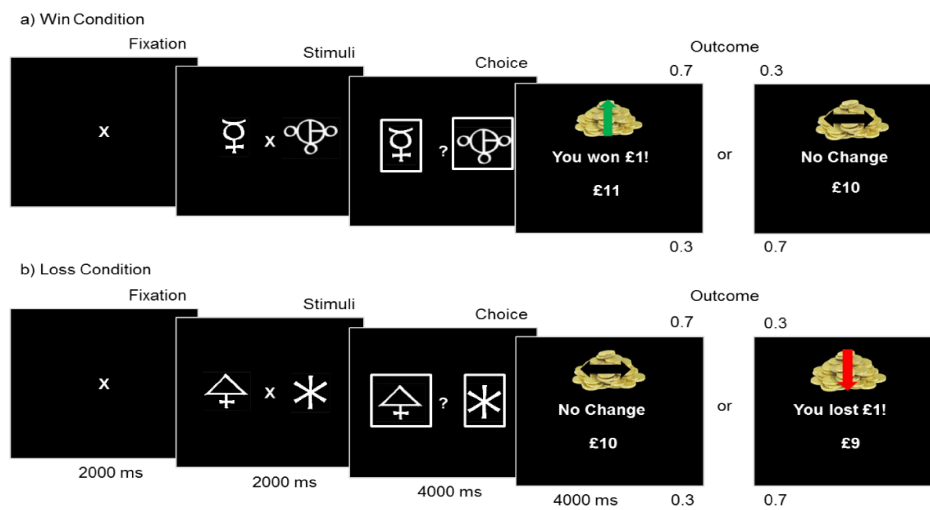 a) Win Condition
Fixation
Stimuli
Choice
Outcome
0.7
0.3
X
X
?
You won £1!
£11
or
No Change
£10
0.3
0.7
b) Loss Condition
Fixation
Stimuli
Choice
Outcome
0.7
0.3
X
X
?
No Change
£10
or
You lost £1!
£9
2000 ms
2000 ms
4000 ms
4000 ms
0.3
0.7